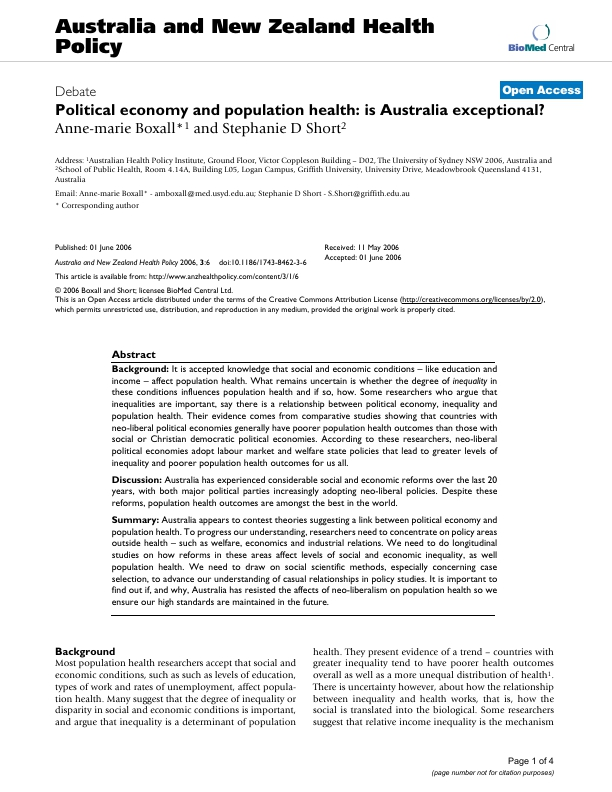 Australia and New Zealand Health
Policy
BioMed Central
Debate
Open Access
Political economy and population health: is Australia exceptional?
Anne-marie Boxall*¹ and Stephanie D Short²
Address: ¹Australian Health Policy Institute, Ground Floor, Victor Coppleson Building – D02, The University of Sydney NSW 2006, Australia and
²School of Public Health, Room 4.14A, Building L05, Logan Campus, Griffith University, University Drive, Meadowbrook Queensland 4131,
Australia
Email: Anne-marie Boxall* - amboxall@med.usyd.edu.au; Stephanie D Short - S.Short@griffith.edu.au
* Corresponding author
Published: 01 June 2006
Australia and New Zealand Health Policy 2006, 3:6 doi:10.1186/1743-8462-3-6
This article is available from: http://www.anzhealthpolicy.com/content/3/1/6
Received: 11 May 2006
Accepted: 01 June 2006
© 2006 Boxall and Short; licensee BioMed Central Ltd.
This is an Open Access article distributed under the terms of the Creative Commons Attribution License (http://creativecommons.org/licenses/by/2.0),
which permits unrestricted use, distribution, and reproduction in any medium, provided the original work is properly cited.
Abstract
Background: It is accepted knowledge that social and economic conditions – like education and
income – affect population health. What remains uncertain is whether the degree of inequality in
these conditions influences population health and if so, how. Some researchers who argue that
inequalities are important, say there is a relationship between political economy, inequality and
population health. Their evidence comes from comparative studies showing that countries with
neo-liberal political economies generally have poorer population health outcomes than those with
social or Christian democratic political economies. According to these researchers, neo-liberal
political economies adopt labour market and welfare state policies that lead to greater levels of
inequality and poorer population health outcomes for us all.
Discussion: Australia has experienced considerable social and economic reforms over the last 20
years, with both major political parties increasingly adopting neo-liberal policies. Despite these
reforms, population health outcomes are amongst the best in the world.
Summary: Australia appears to contest theories suggesting a link between political economy and
population health. To progress our understanding, researchers need to concentrate on policy areas
outside health – such as welfare, economics and industrial relations. We need to do longitudinal
studies on how reforms in these areas affect levels of social and economic inequality, as well
population health. We need to draw on social scientific methods, especially concerning case
selection, to advance our understanding of casual relationships in policy studies. It is important to
find out if, and why, Australia has resisted the affects of neo-liberalism on population health so we
ensure our high standards are maintained in the future.
Background
Most population health researchers accept that social and
economic conditions, such as such as levels of education,
types of work and rates of unemployment, affect popula-
tion health. Many suggest that the degree of inequality or
disparity in social and economic conditions is important,
and argue that inequality is a determinant of population
health. They present evidence of a trend – countries with
greater inequality tend to have poorer health outcomes
overall as well as a more unequal distribution of health¹.
There is uncertainty however, about how the relationship
between inequality and health works, that is, how the
social is translated into the biological. Some researchers
suggest that relative income inequality is the mechanism
Page 1 of 4
(page number not for citation purposes)